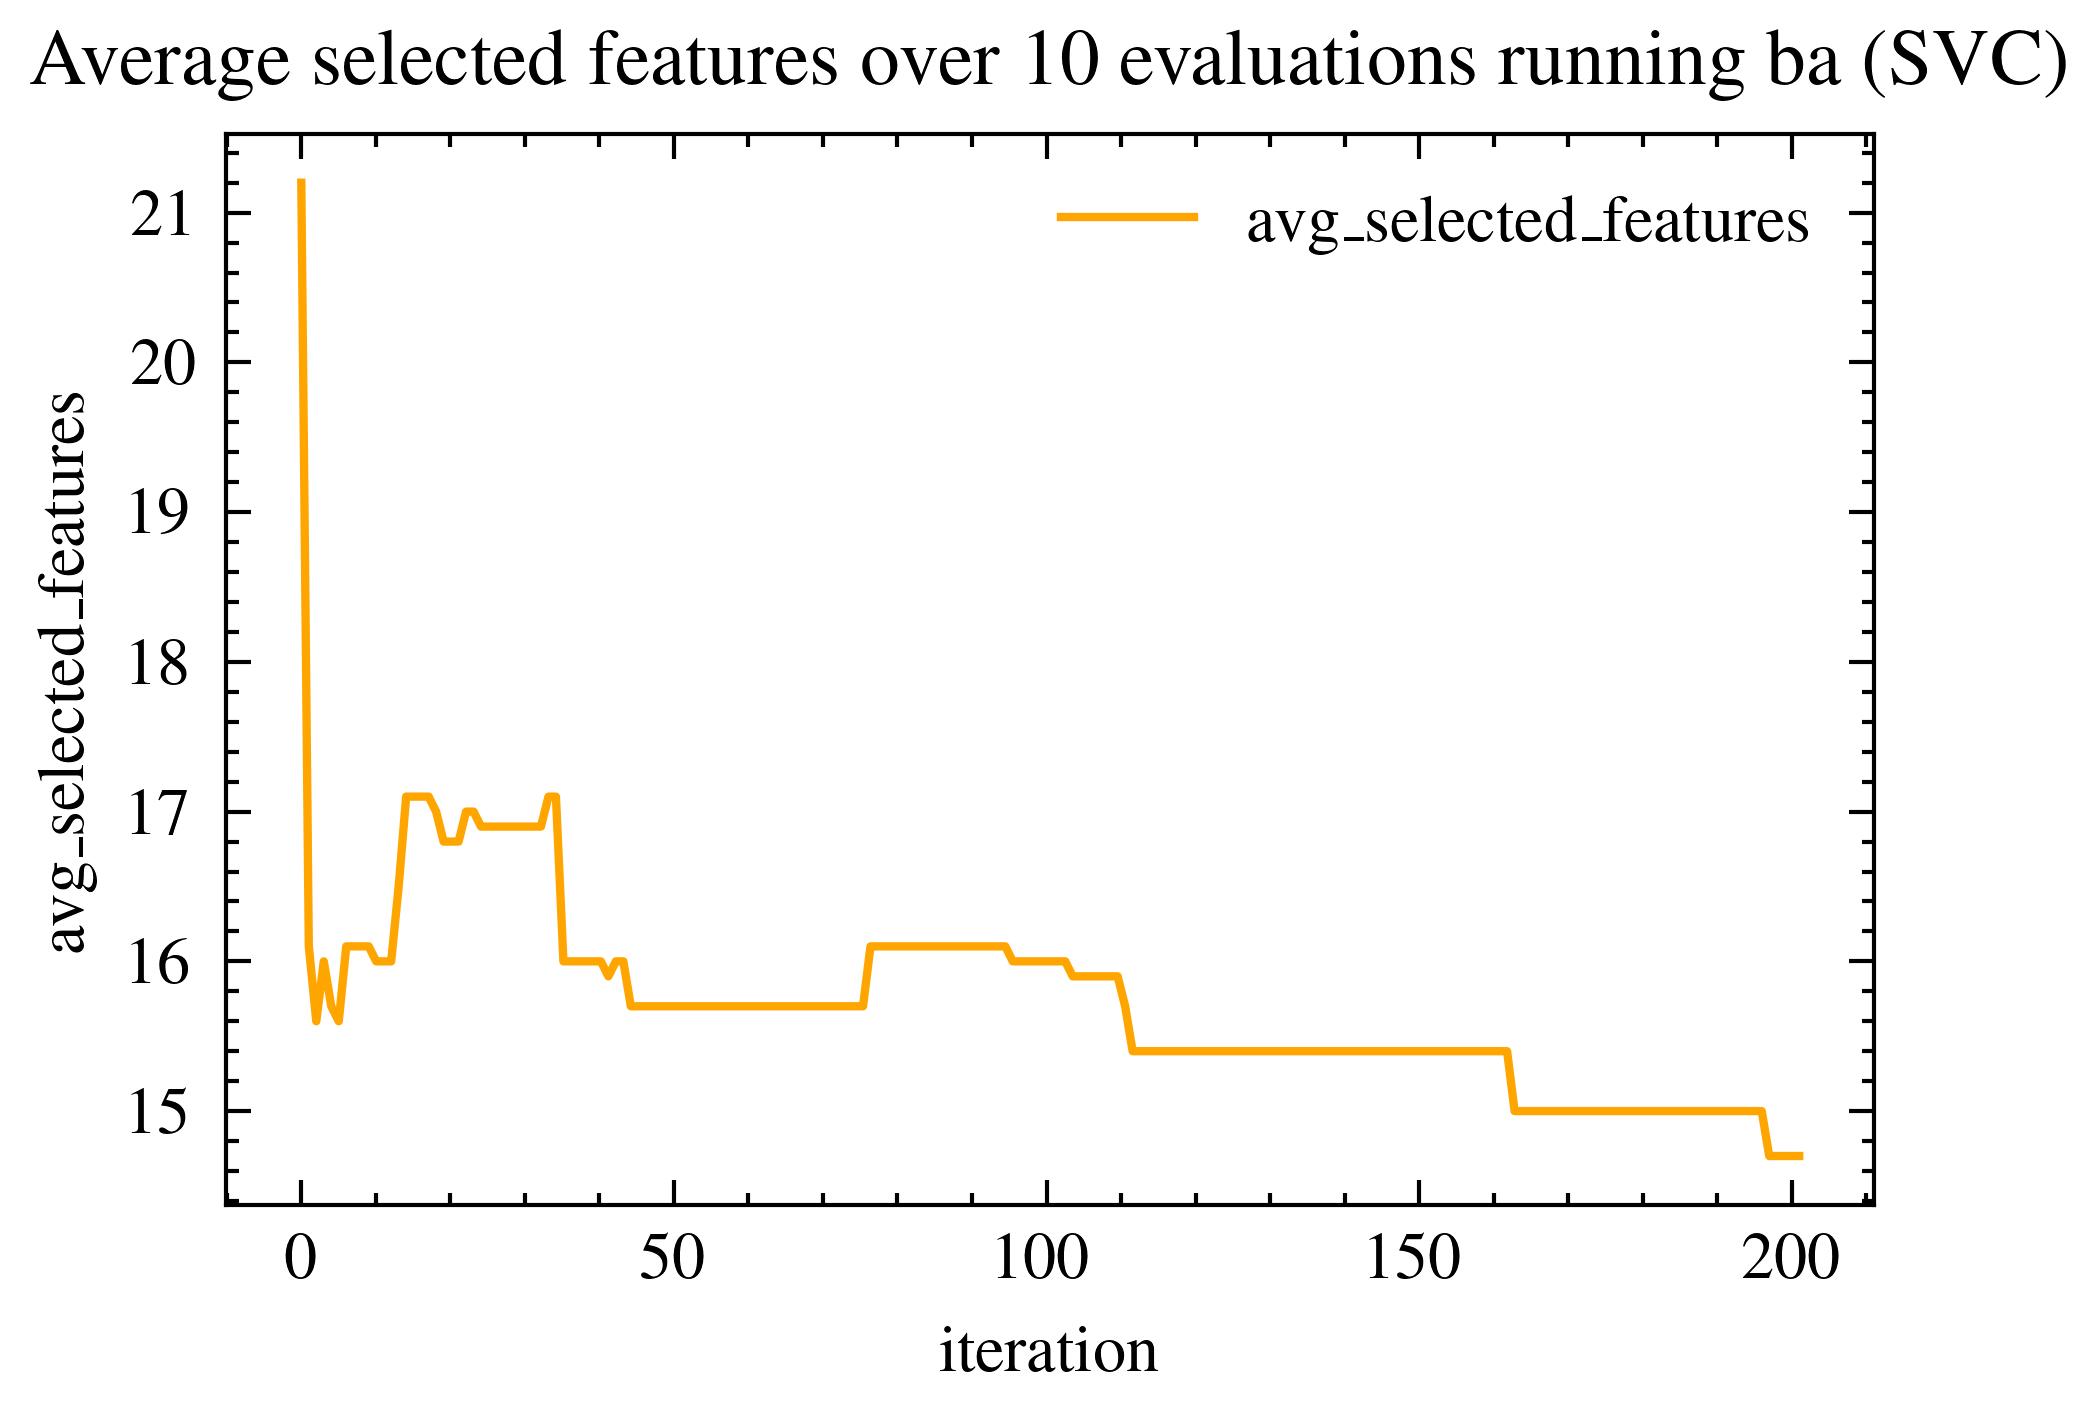 Average selected features over 10 evaluations running ba (SVC)
avg_selected_features
21
20
19
18
17
16
15
avg_selected_features
0 50 100 150 200
iteration